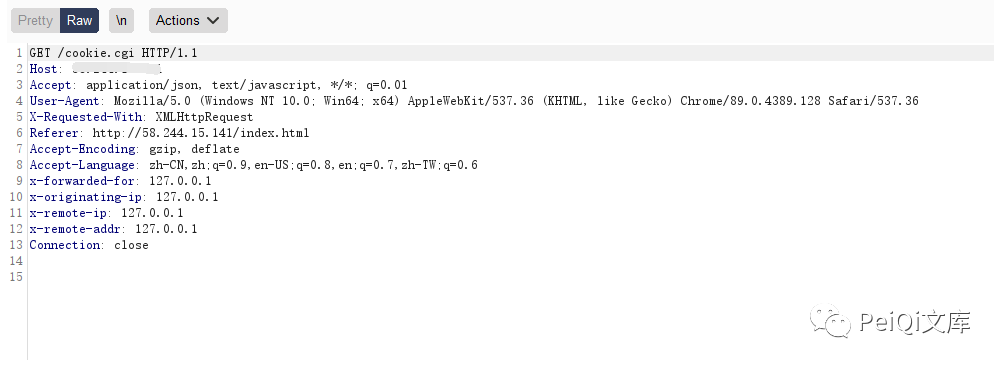 Pretty Raw \n Actions
1 GET /cookie.cgi HTTP/1.1
2 Host:
3 Accept: application/json, text/javascript, */*; q=0.01
4 User-Agent: Mozilla/5.0 (Windows NT 10.0; Win64; x64) AppleWebKit/537.36 (KHTML, like Gecko) Chrome/89.0.4389.128 Safari/537.36
5 X-Requested-With: XMLHttpRequest
6 Referer: http://58.244.15.141/index.html
7 Accept-Encoding: gzip, deflate
8 Accept-Language: zh-CN,zh;q=0.9,en-US;q=0.8,en;q=0.7,zh-TW;q=0.6
9 x-forwarded-for: 127.0.0.1
10 x-originating-ip: 127.0.0.1
11 x-remote-ip: 127.0.0.1
12 x-remote-addr: 127.0.0.1
13 Connection: close
14
15
PeiQi文库